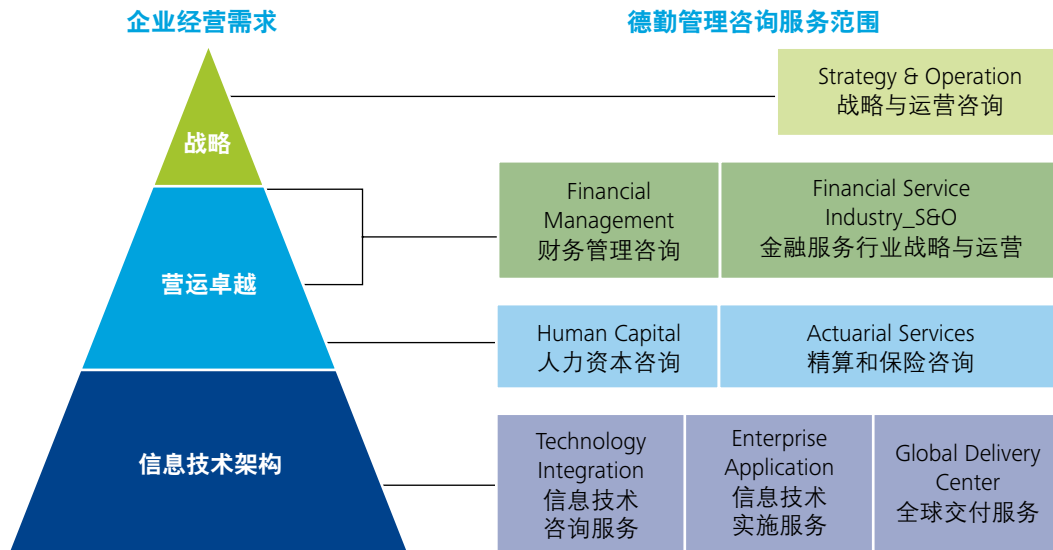 企业经营需求
德勤管理咨询服务范围
战略
Strategy & Operation
战略与运营咨询
营运卓越
Financial
Management
财务管理咨询
Financial Service
Industry_S&O
金融服务行业战略与运营
Human Capital
人力资本咨询
Actuarial Services
精算和保险咨询
信息技术架构
Technology
Integration
信息技术
咨询服务
Enterprise
Application
信息技术
实施服务
Global Delivery
Center
全球交付服务